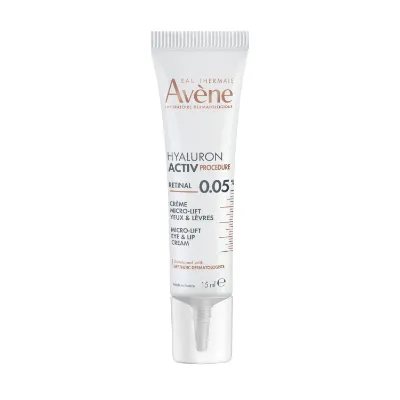 EAU THERMALE
Avène
HYALURON
ACTIV PROCEDURE
RETINAL 0.05%
CRÈME
MICRO-LIFT
YEUX & LÈVRES
MICRO-LIFT
EYE & LIP
CREAM
15 ml e